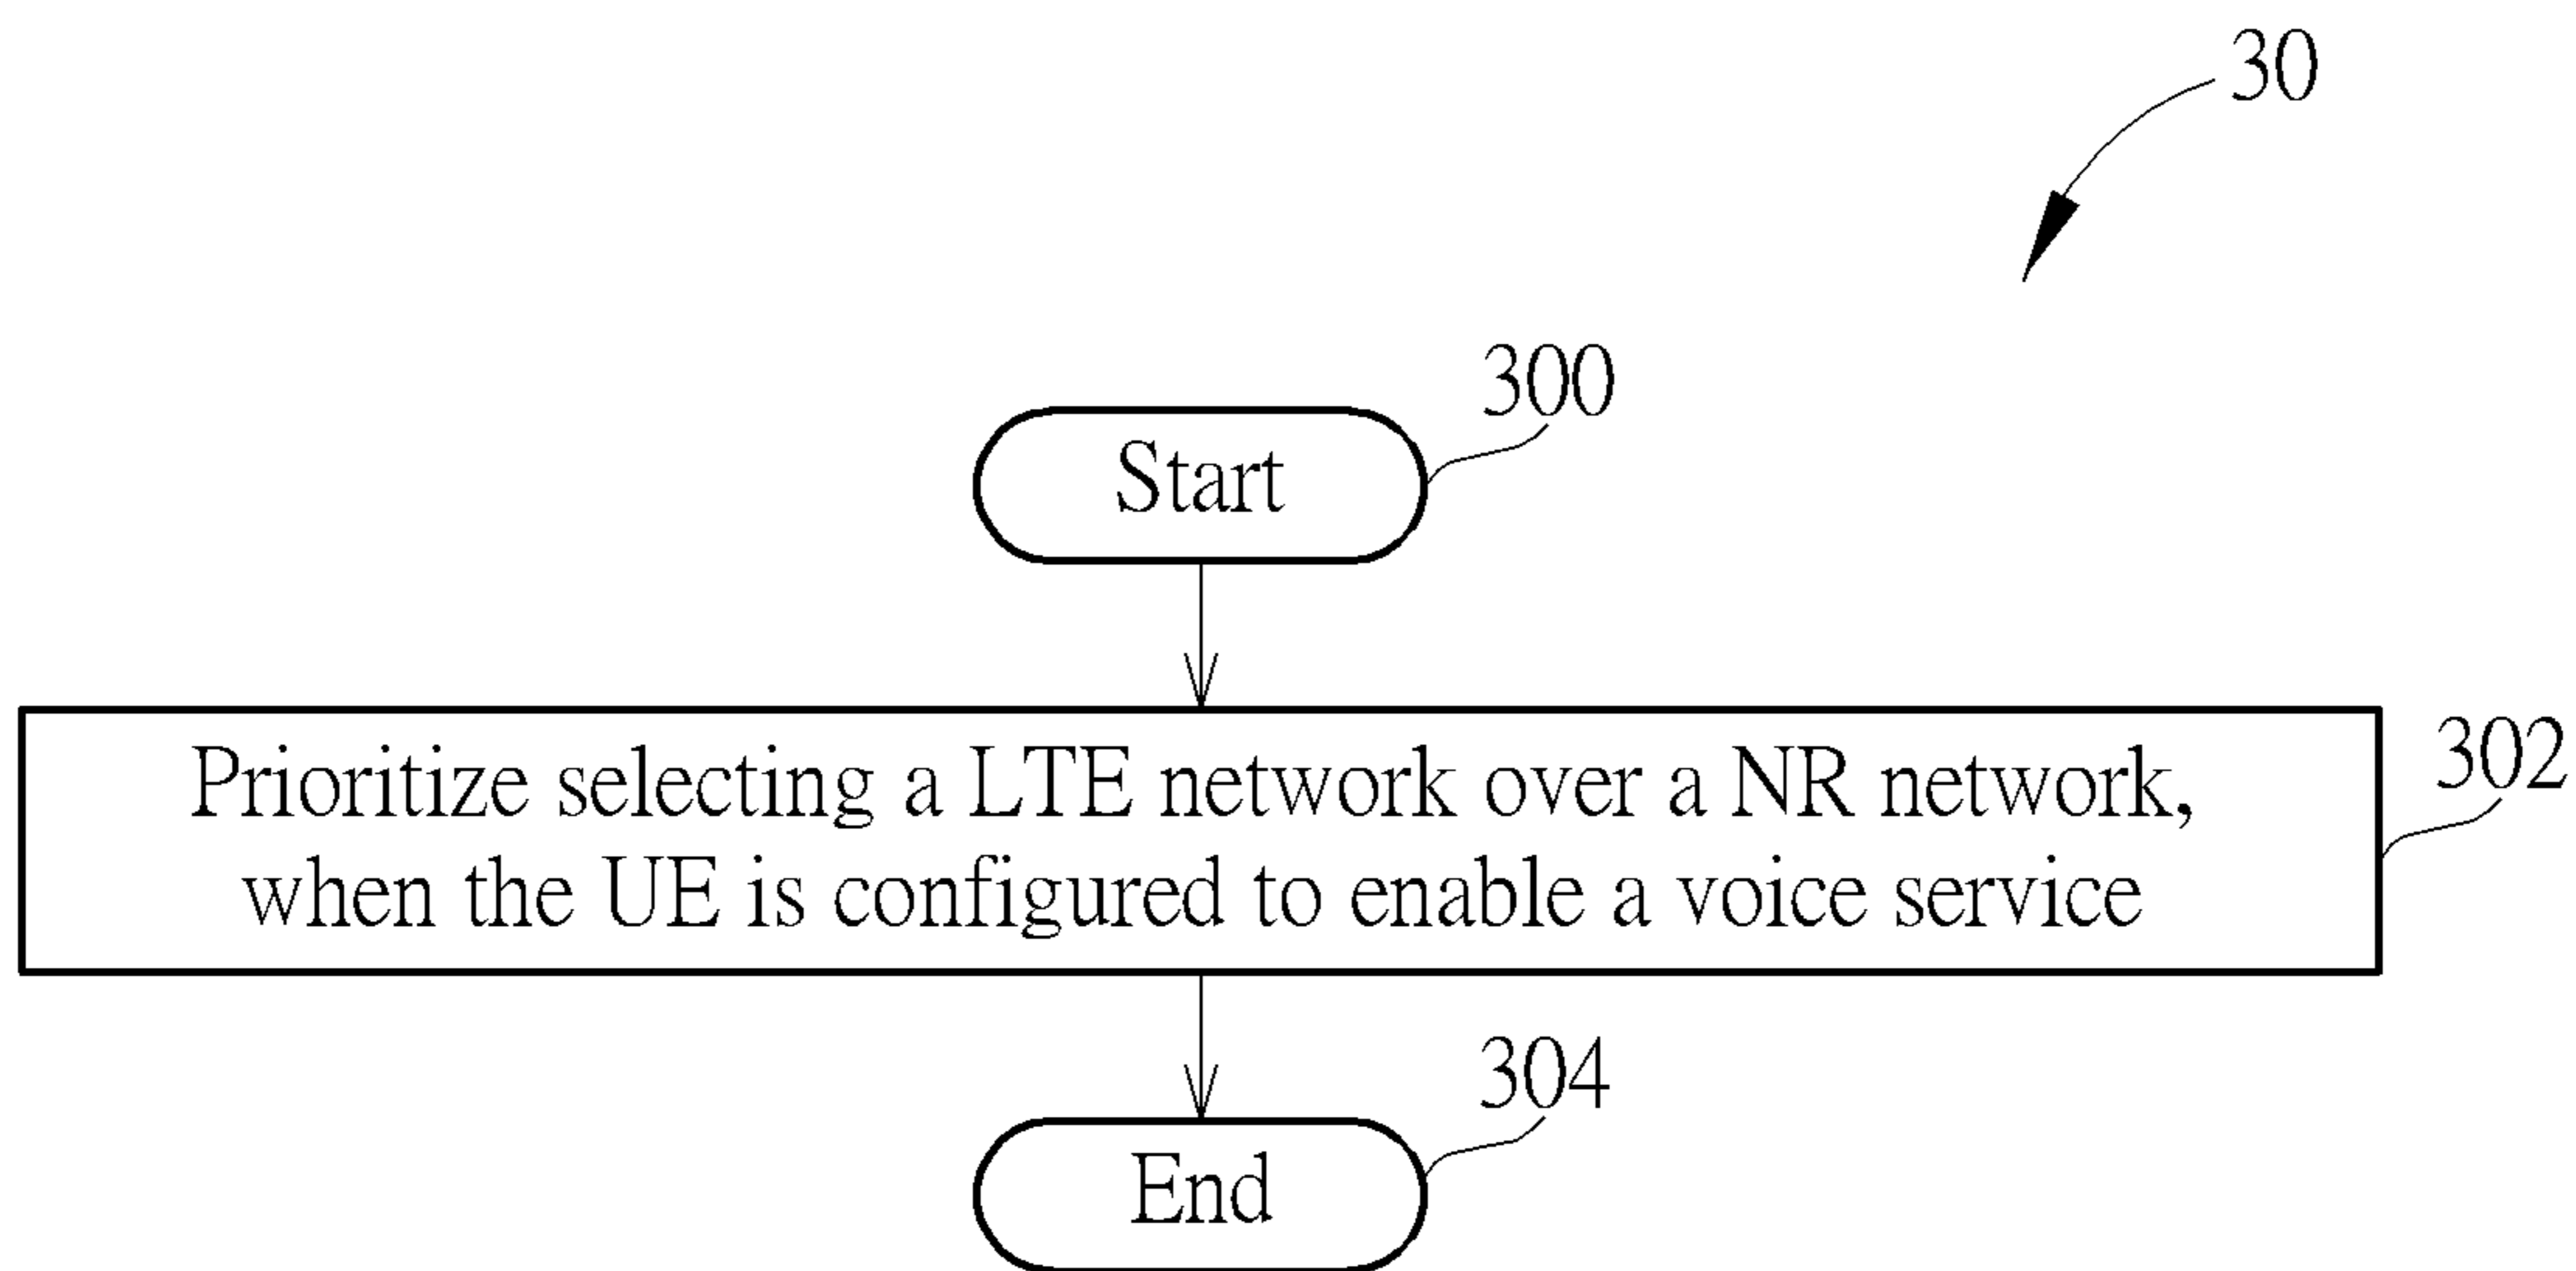 30
300
Start
Prioritize selecting a LTE network over a NR network,
when the UE is configured to enable a voice service
302
304
End